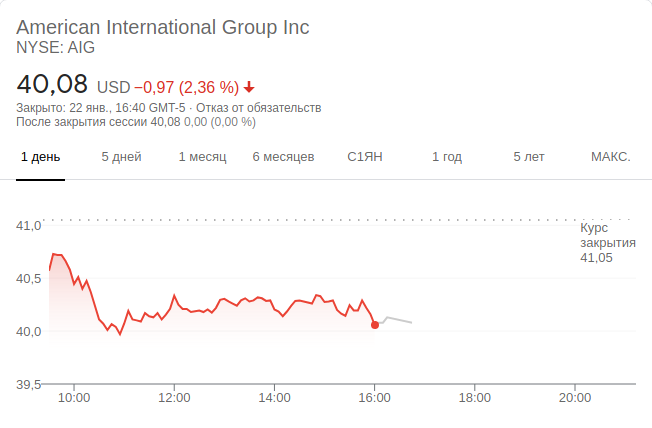 American International Group Inc
NYSE: AIG
40,08 USD −0,97 (2,36 %)
Закрыто: 22 янв., 16:40 GMT-5 · Отказ от обязательств
После закрытия сессии 40,08 0,00 (0,00 %)
1 день 5 дней 1 месяц 6 месяцев С1ЯН 1 год 5 лет МАКС.
41,0
Курс
закрытия
41,05
40,5
40,0
39,5
10:00 12:00 14:00 16:00 18:00 20:00